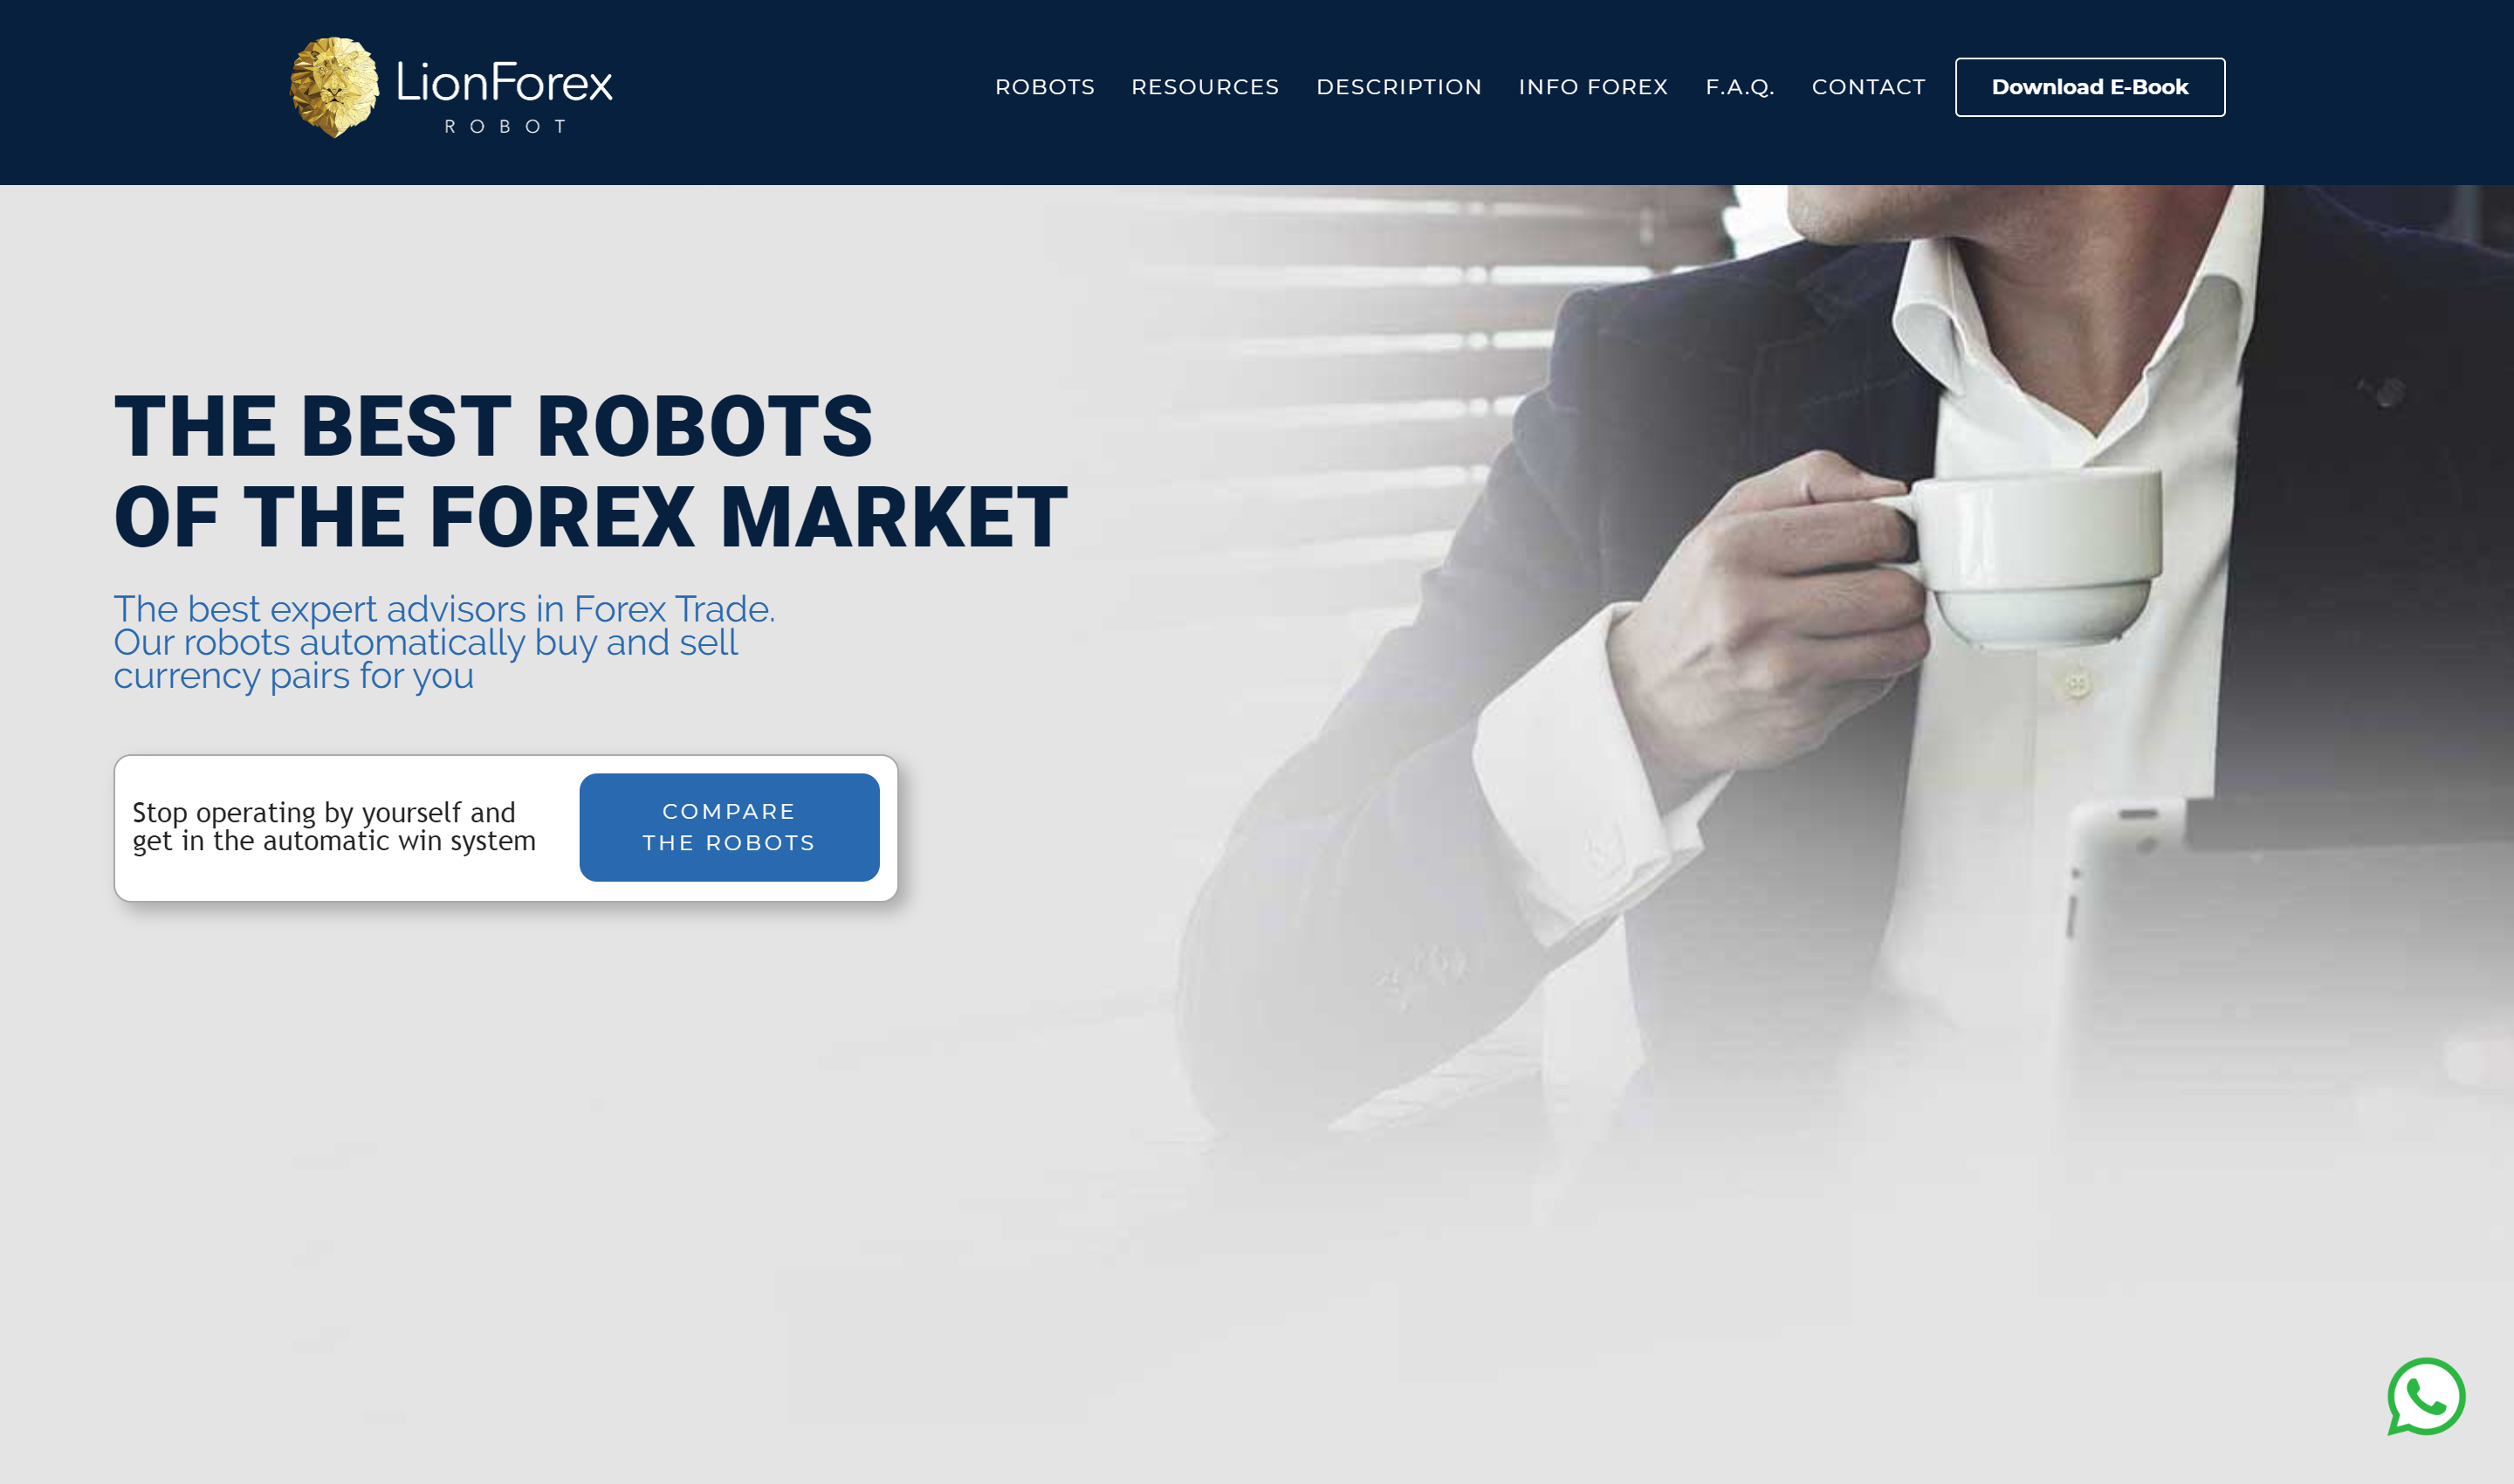 LionForex
ROBOT
ROBOTS
RESOURCES
DESCRIPTION
INFO FOREX
F.A.Q.
CONTACT
Download E-Book
THE BEST ROBOTS
OF THE FOREX MARKET
The best expert advisors in Forex Trade.
Our robots automatically buy and sell
currency pairs for you
Stop operating by yourself and
get in the automatic win system
COMPARE
THE ROBOTS